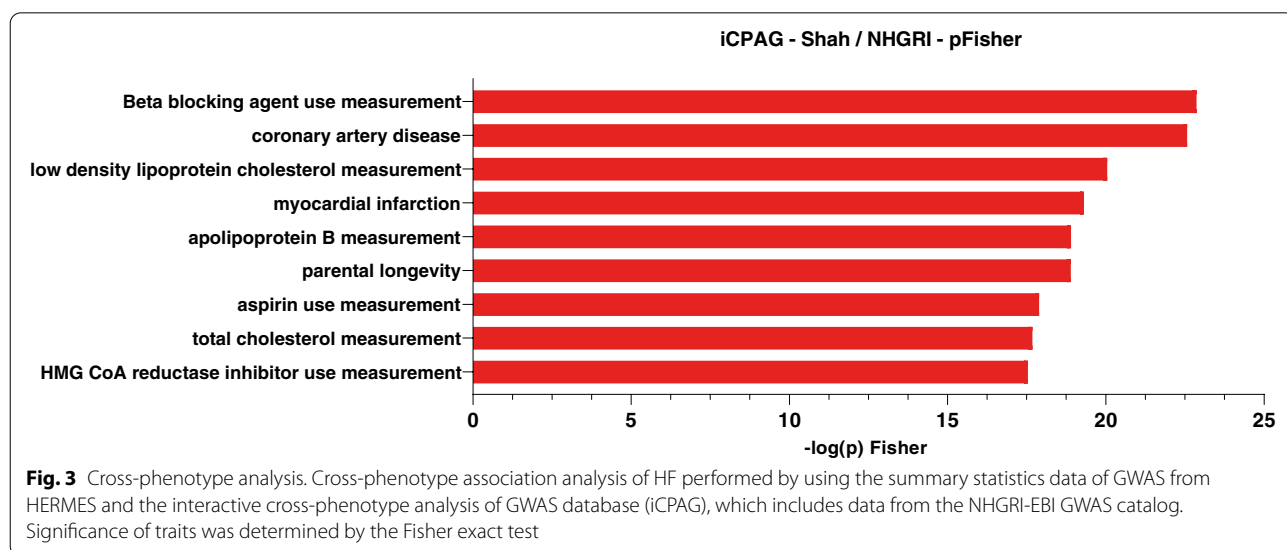 iCPAG - Shah / NHGRI - pFisher
Beta blocking agent use measurement
coronary artery disease
low density lipoprotein cholesterol measurement
myocardial infarction
apolipoprotein B measurement
parental longevity
aspirin use measurement
total cholesterol measurement
HMG CoA reductase inhibitor use measurement
0 5 10 15 20 25
-log(p) Fisher
Fig. 3 Cross-phenotype analysis. Cross-phenotype association analysis of HF performed by using the summary statistics data of GWAS from
HERMES and the interactive cross-phenotype analysis of GWAS database (iCPAG), which includes data from the NHGRI-EBI GWAS catalog.
Significance of traits was determined by the Fisher exact test